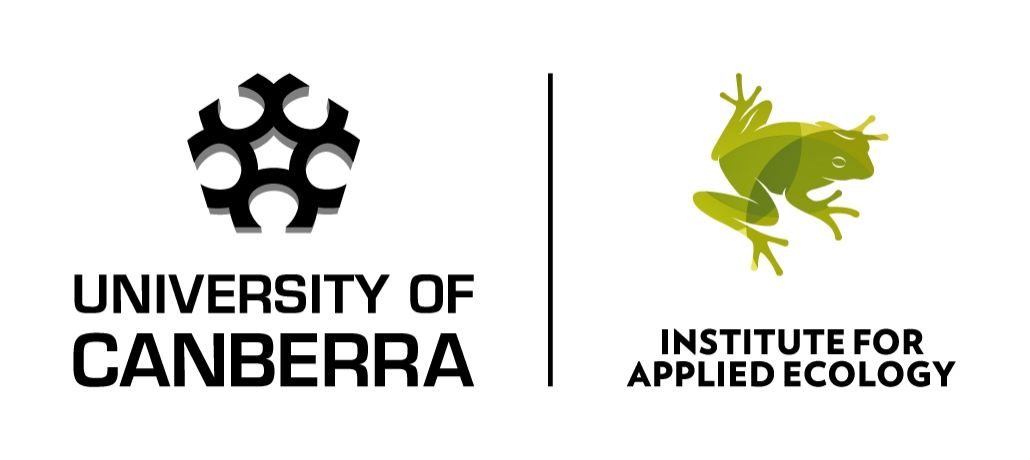 UNIVERSITY OF
CANBERRA
INSTITUTE FOR
APPLIED ECOLOGY